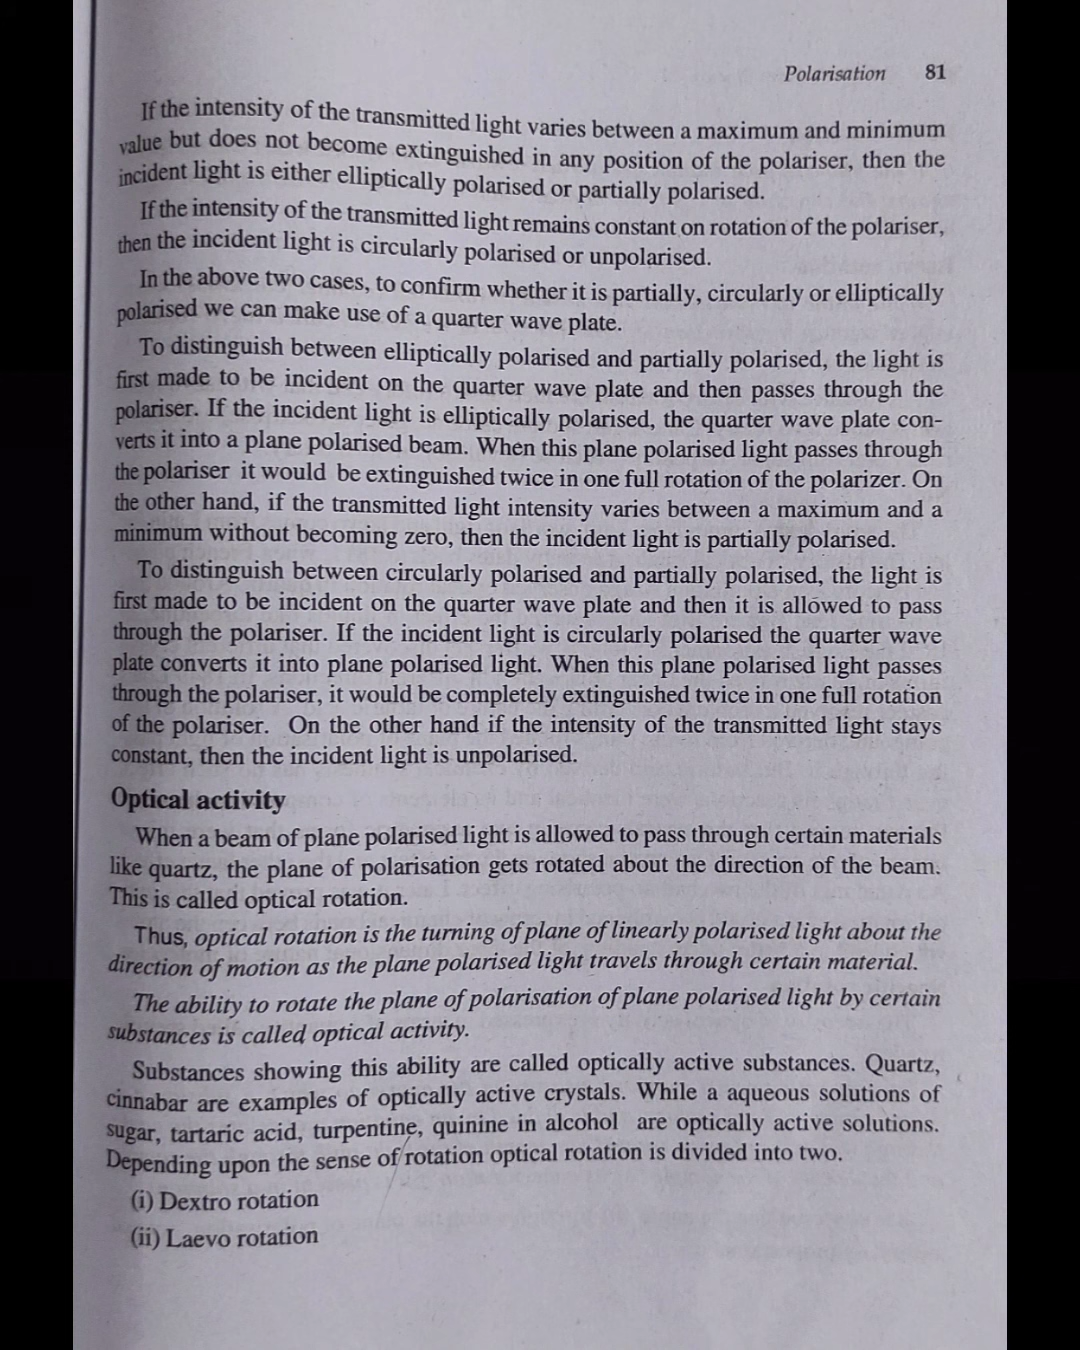 Polarisation 81
If the intensity of the transmitted light varies between a maximum and minimum
value but does not become extinguished in any position of the polariser, then the
incident light is either elliptically polarised or partially polarised.
If the intensity of the transmitted light remains constant on rotation of the polariser,
then the incident light is circularly polarised or unpolarised.
In the above two cases, to confirm whether it is partially, circularly or elliptically
polarised we can make use of a quarter wave plate.
To distinguish between elliptically polarised and partially polarised, the light is
first made to be incident on the quarter wave plate and then passes through the
polariser. If the incident light is elliptically polarised, the quarter wave plate con-
verts it into a plane polarised beam. When this plane polarised light passes through
the polariser it would be extinguished twice in one full rotation of the polarizer. On
the other hand, if the transmitted light intensity varies between a maximum and a
minimum without becoming zero, then the incident light is partially polarised.
To distinguish between circularly polarised and partially polarised, the light is
first made to be incident on the quarter wave plate and then it is allowed to pass
through the polariser. If the incident light is circularly polarised the quarter wave
plate converts it into plane polarised light. When this plane polarised light passes
through the polariser, it would be completely extinguished twice in one full rotation
of the polariser. On the other hand if the intensity of the transmitted light stays
constant, then the incident light is unpolarised.
Optical activity
When a beam of plane polarised light is allowed to pass through certain materials
like quartz, the plane of polarisation gets rotated about the direction of the beam.
This is called optical rotation.
Thus, optical rotation is the turning of plane of linearly polarised light about the
direction of motion as the plane polarised light travels through certain material.
The ability to rotate the plane of polarisation of plane polarised light by certain
substances is called optical activity.
Substances showing this ability are called optically active substances. Quartz,
cinnabar are examples of optically active crystals. While a aqueous solutions of
sugar, tartaric acid, turpentine, quinine in alcohol are optically active solutions.
Depending upon the sense of rotation optical rotation is divided into two.
(i) Dextro rotation
(ii) Laevo rotation